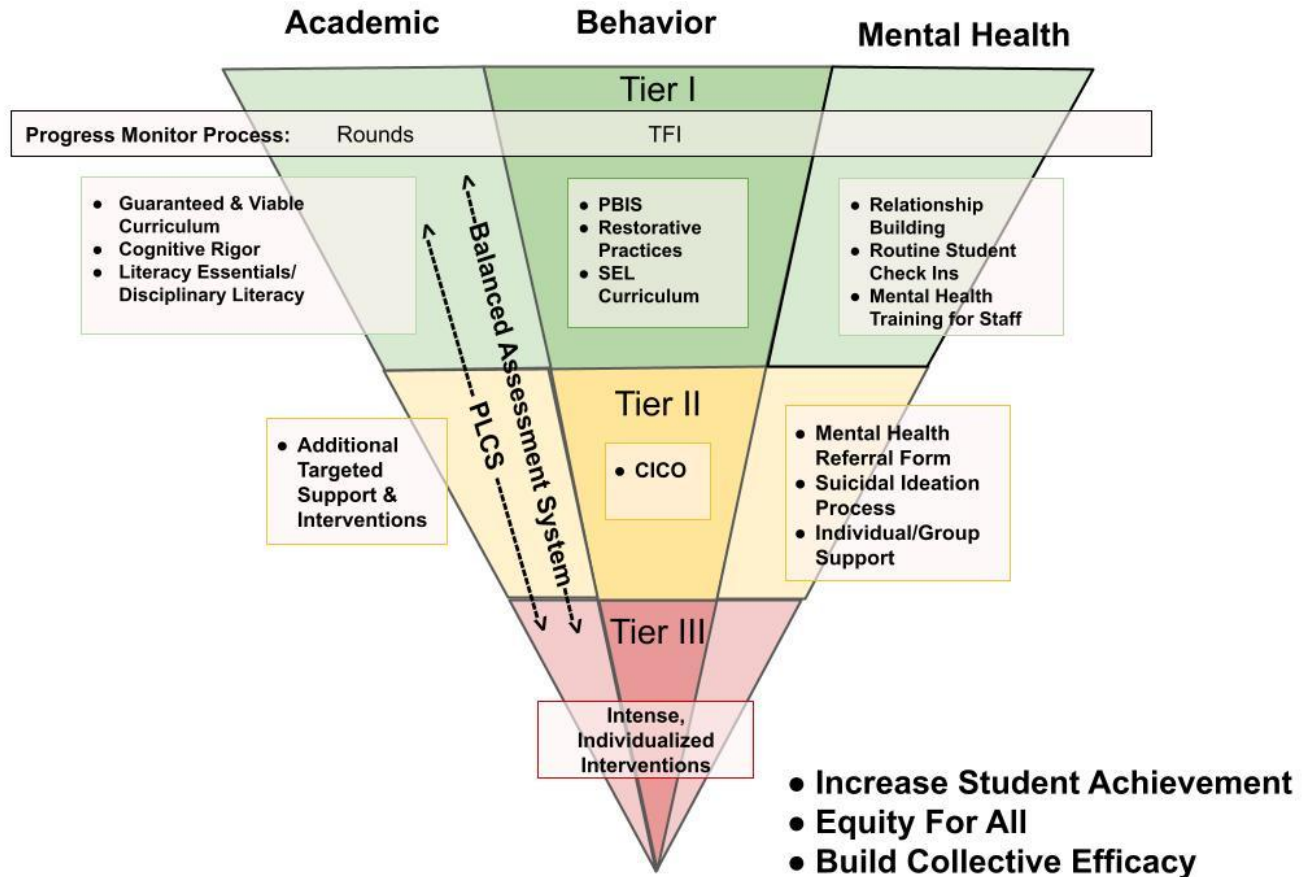 Academic
Behavior
Mental Health
Tier I
Progress Monitor Process:
Rounds
TFI
● Guaranteed & Viable
Curriculum
● Cognitive Rigor
● Literacy Essentials/
Disciplinary Literacy
Balanced Assessment System
PLCS
● PBIS
● Restorative
Practices
● SEL
Curriculum
● Relationship
Building
● Routine Student
Check Ins
● Mental Health
Training for Staff
Tier II
● Additional
Targeted
Support &
Interventions
● CICO
● Mental Health
Referral Form
● Suicidal Ideation
Process
● Individual/Group
Support
Tier III
Intense,
Individualized
Interventions
● Increase Student Achievement
● Equity For All
● Build Collective Efficacy